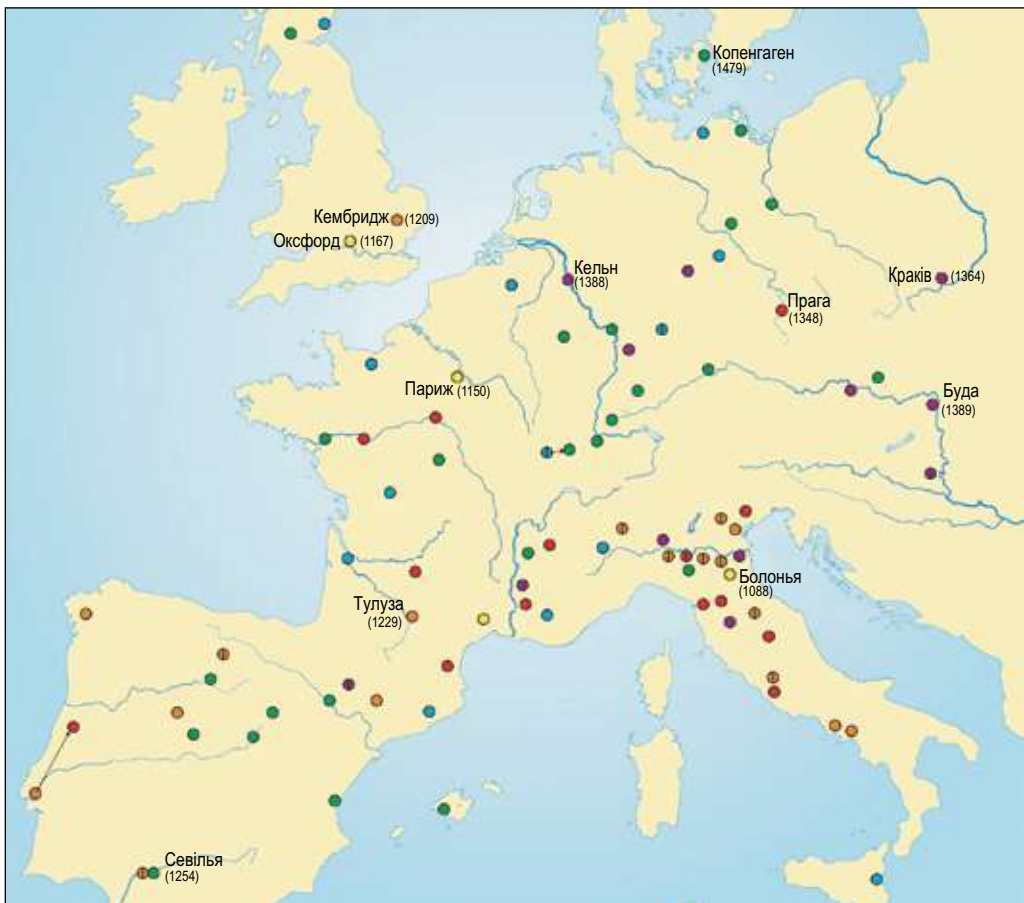 Копенгаген
(1479)
Кембридж (1209)
Оксфорд (1167)
Кельн
(1388)
Краків (1364)
Прага
(1348)
Париж (1150)
Буда
(1389)
Болонья
(1088)
Тулуза
(1229)
Севілья
(1254)